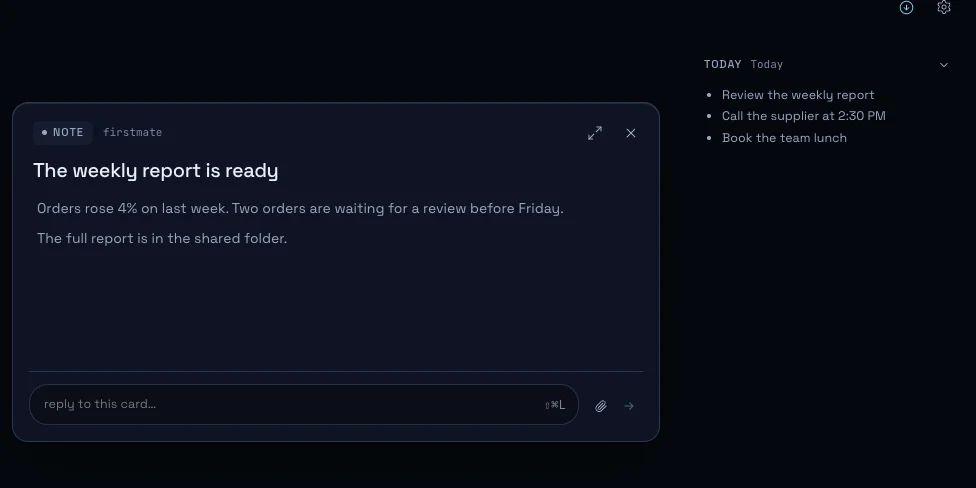 TODAY Today
Review the weekly report
Call the supplier at 2:30 PM
Book the team lunch
NOTE firstmate
The weekly report is ready
Orders rose 4% on last week. Two orders are waiting for a review before Friday.
The full report is in the shared folder.
reply to this card… ⇧⌘L